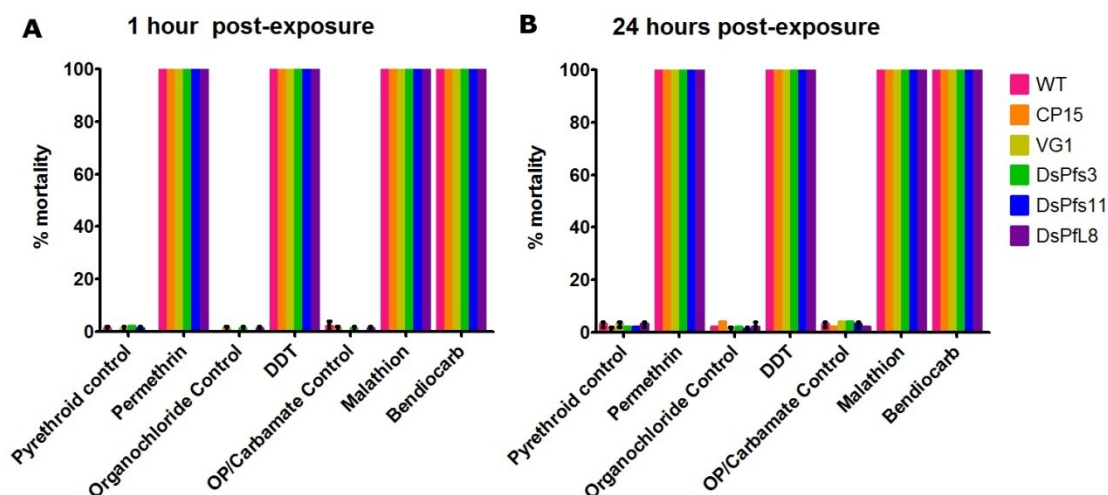 A 1 hour post-exposure
% mortality
100
80
60
40
20
0
Pyrethroid control
Permethrin
Organochloride Control
DDT
OP/Carbamate Control
Malathion
Bendiocarb
B 24 hours post-exposure
% mortality
100
80
60
40
20
0
Pyrethroid control
Permethrin
Organochloride Control
DDT
OP/Carbamate Control
Malathion
Bendiocarb
WT
CP15
VG1
DsPfs3
DsPfs11
DsPfL8